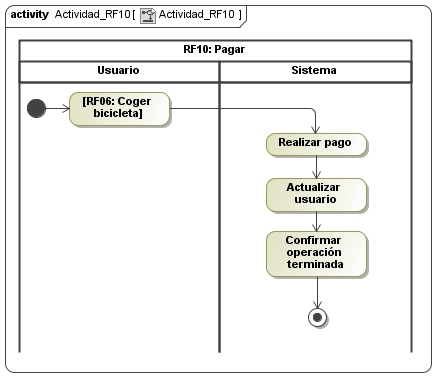 activity Actividad_RF10 [ Actividad_RF10 ]
RF10: Pagar
Usuario
Sistema
[RF06: Coger
bicicleta]
Realizar pago
Actualizar
usuario
Confirmar
operación
terminada